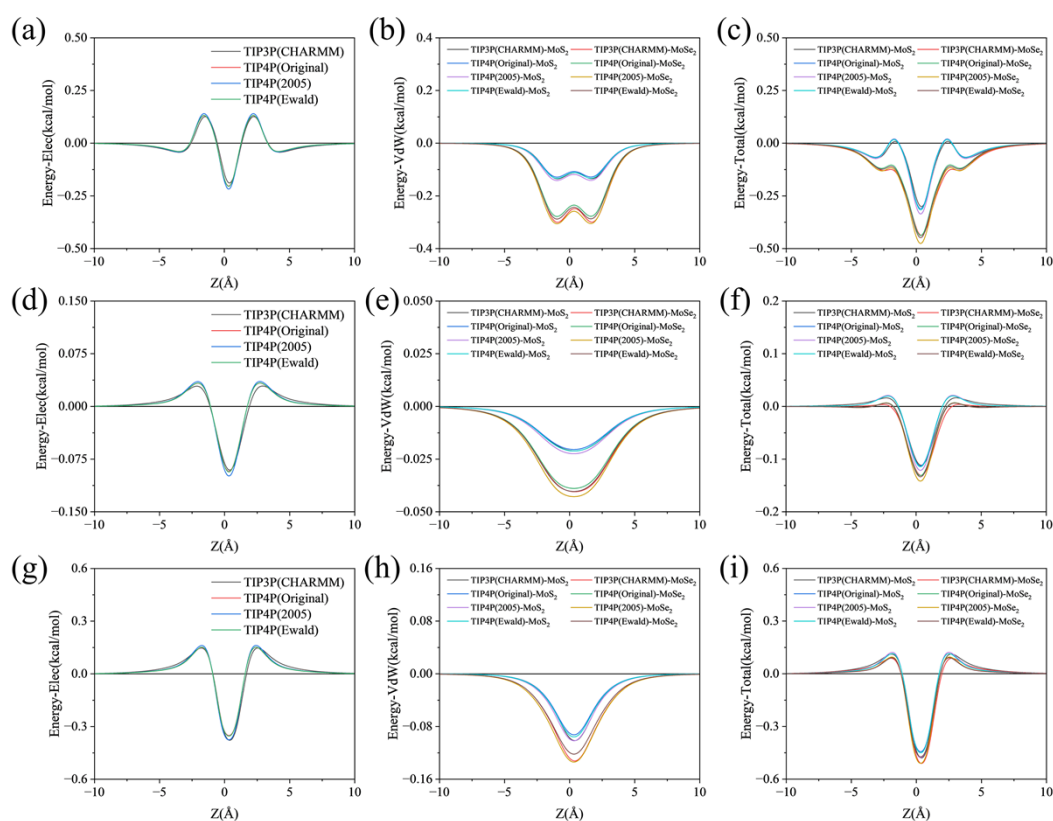 (a)
Energy-Elec(kcal/mol)
0.50
0.25
0.00
−0.25
−0.50
TIP3P(CHARMM)
TIP4P(Original)
TIP4P(2005)
TIP4P(Ewald)
−10 −5 0 5 10
Z(Å)
(b)
Energy-VdW(kcal/mol)
0.4
0.2
0.0
−0.2
−0.4
TIP3P(CHARMM)-MoS₂ TIP3P(CHARMM)-MoSe₂
TIP4P(Original)-MoS₂ TIP4P(Original)-MoSe₂
TIP4P(2005)-MoS₂ TIP4P(2005)-MoSe₂
TIP4P(Ewald)-MoS₂ TIP4P(Ewald)-MoSe₂
−10 −5 0 5 10
Z(Å)
(c)
Energy-Total(kcal/mol)
0.50
0.25
0.00
−0.25
−0.50
TIP3P(CHARMM)-MoS₂ TIP3P(CHARMM)-MoSe₂
TIP4P(Original)-MoS₂ TIP4P(Original)-MoSe₂
TIP4P(2005)-MoS₂ TIP4P(2005)-MoSe₂
TIP4P(Ewald)-MoS₂ TIP4P(Ewald)-MoSe₂
−10 −5 0 5 10
Z(Å)
(d)
Energy-Elec(kcal/mol)
0.150
0.075
0.000
−0.075
−0.150
TIP3P(CHARMM)
TIP4P(Original)
TIP4P(2005)
TIP4P(Ewald)
−10 −5 0 5 10
Z(Å)
(e)
Energy-VdW(kcal/mol)
0.050
0.025
0.000
−0.025
−0.050
TIP3P(CHARMM)-MoS₂ TIP3P(CHARMM)-MoSe₂
TIP4P(Original)-MoS₂ TIP4P(Original)-MoSe₂
TIP4P(2005)-MoS₂ TIP4P(2005)-MoSe₂
TIP4P(Ewald)-MoS₂ TIP4P(Ewald)-MoSe₂
−10 −5 0 5 10
Z(Å)
(f)
Energy-Total(kcal/mol)
0.2
0.1
0.0
−0.1
−0.2
TIP3P(CHARMM)-MoS₂ TIP3P(CHARMM)-MoSe₂
TIP4P(Original)-MoS₂ TIP4P(Original)-MoSe₂
TIP4P(2005)-MoS₂ TIP4P(2005)-MoSe₂
TIP4P(Ewald)-MoS₂ TIP4P(Ewald)-MoSe₂
−10 −5 0 5 10
Z(Å)
(g)
Energy-Elec(kcal/mol)
0.6
0.3
0.0
−0.3
−0.6
TIP3P(CHARMM)
TIP4P(Original)
TIP4P(2005)
TIP4P(Ewald)
−10 −5 0 5 10
Z(Å)
(h)
Energy-VdW(kcal/mol)
0.16
0.08
0.00
−0.08
−0.16
TIP3P(CHARMM)-MoS₂ TIP3P(CHARMM)-MoSe₂
TIP4P(Original)-MoS₂ TIP4P(Original)-MoSe₂
TIP4P(2005)-MoS₂ TIP4P(2005)-MoSe₂
TIP4P(Ewald)-MoS₂ TIP4P(Ewald)-MoSe₂
−10 −5 0 5 10
Z(Å)
(i)
Energy-Total(kcal/mol)
0.6
0.3
0.0
−0.3
−0.6
TIP3P(CHARMM)-MoS₂ TIP3P(CHARMM)-MoSe₂
TIP4P(Original)-MoS₂ TIP4P(Original)-MoSe₂
TIP4P(2005)-MoS₂ TIP4P(2005)-MoSe₂
TIP4P(Ewald)-MoS₂ TIP4P(Ewald)-MoSe₂
−10 −5 0 5 10
Z(Å)